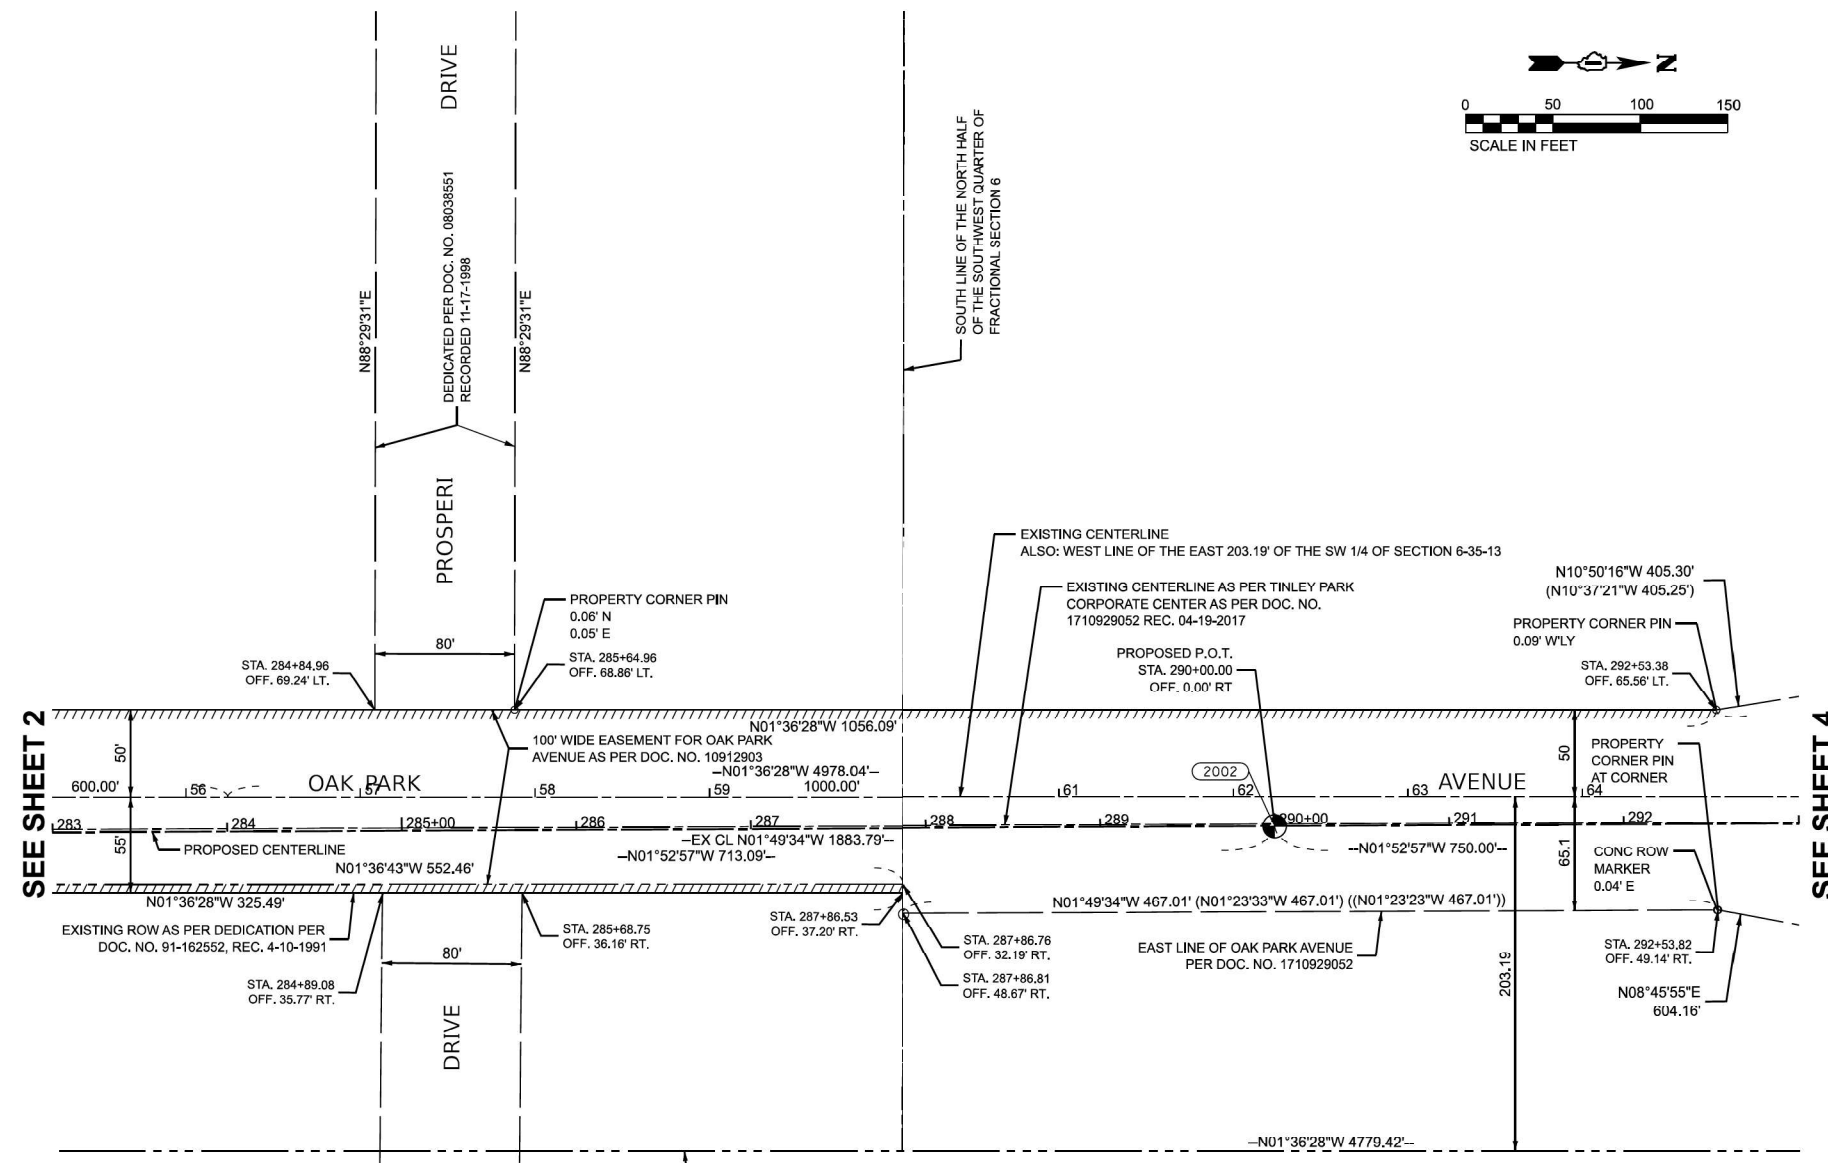 N
0 50 100 150
SCALE IN FEET
DRIVE
DEDICATED PER DOC. NO. 08038551
RECORDED 11-17-1998
N88°29'31"E
N88°29'31"E
PROSPERI
80'
SOUTH LINE OF THE NORTH HALF
OF THE SOUTHWEST QUARTER OF
FRACTIONAL SECTION 6
EXISTING CENTERLINE
ALSO: WEST LINE OF THE EAST 203.19' OF THE SW 1/4 OF SECTION 6-35-13
EXISTING CENTERLINE AS PER TINLEY PARK
CORPORATE CENTER AS PER DOC. NO.
1710929052 REC. 04-19-2017
N10°50'16"W 405.30'
(N10°37'21"W 405.25')
PROPERTY CORNER PIN
0.06' N
0.05' E
STA. 284+84.96
OFF. 69.24' LT.
STA. 285+64.96
OFF. 68.86' LT.
PROPOSED P.O.T.
STA. 290+00.00
OFF. 0.00' RT
PROPERTY CORNER PIN
0.09' W'LY
STA. 292+53.38
OFF. 65.56' LT.
SEE SHEET 2
SEE SHEET 4
N01°36'28"W 1056.09'
100' WIDE EASEMENT FOR OAK PARK
AVENUE AS PER DOC. NO. 10912903
50'
50
PROPERTY
CORNER PIN
AT CORNER
N01°36'28"W 4978.04'
600.00'
1000.00'
OAK PARK
AVENUE
2002
56 57 58 59 61 62 63 64
283 284 285+00 286 287 288 289 290+00 291 292
55'
65.1
PROPOSED CENTERLINE
EX CL N01°49'34"W 1883.79'
N01°52'57"W 713.09'
N01°52'57"W 750.00'
CONC ROW
MARKER
0.04' E
N01°36'43"W 552.46'
N01°36'28"W 325.49'
N01°49'34"W 467.01' (N01°23'33"W 467.01') ((N01°23'23"W 467.01'))
EXISTING ROW AS PER DEDICATION PER
DOC. NO. 91-162552, REC. 4-10-1991
STA. 285+68.75
OFF. 36.16' RT.
STA. 287+86.53
OFF. 37.20' RT.
STA. 287+86.76
OFF. 32.19' RT.
STA. 287+86.81
OFF. 48.67' RT.
EAST LINE OF OAK PARK AVENUE
PER DOC. NO. 1710929052
STA. 292+53.82
OFF. 49.14' RT.
80'
STA. 284+89.08
OFF. 35.77' RT.
203.19
N08°45'55"E
604.16'
DRIVE
N01°36'28"W 4779.42'